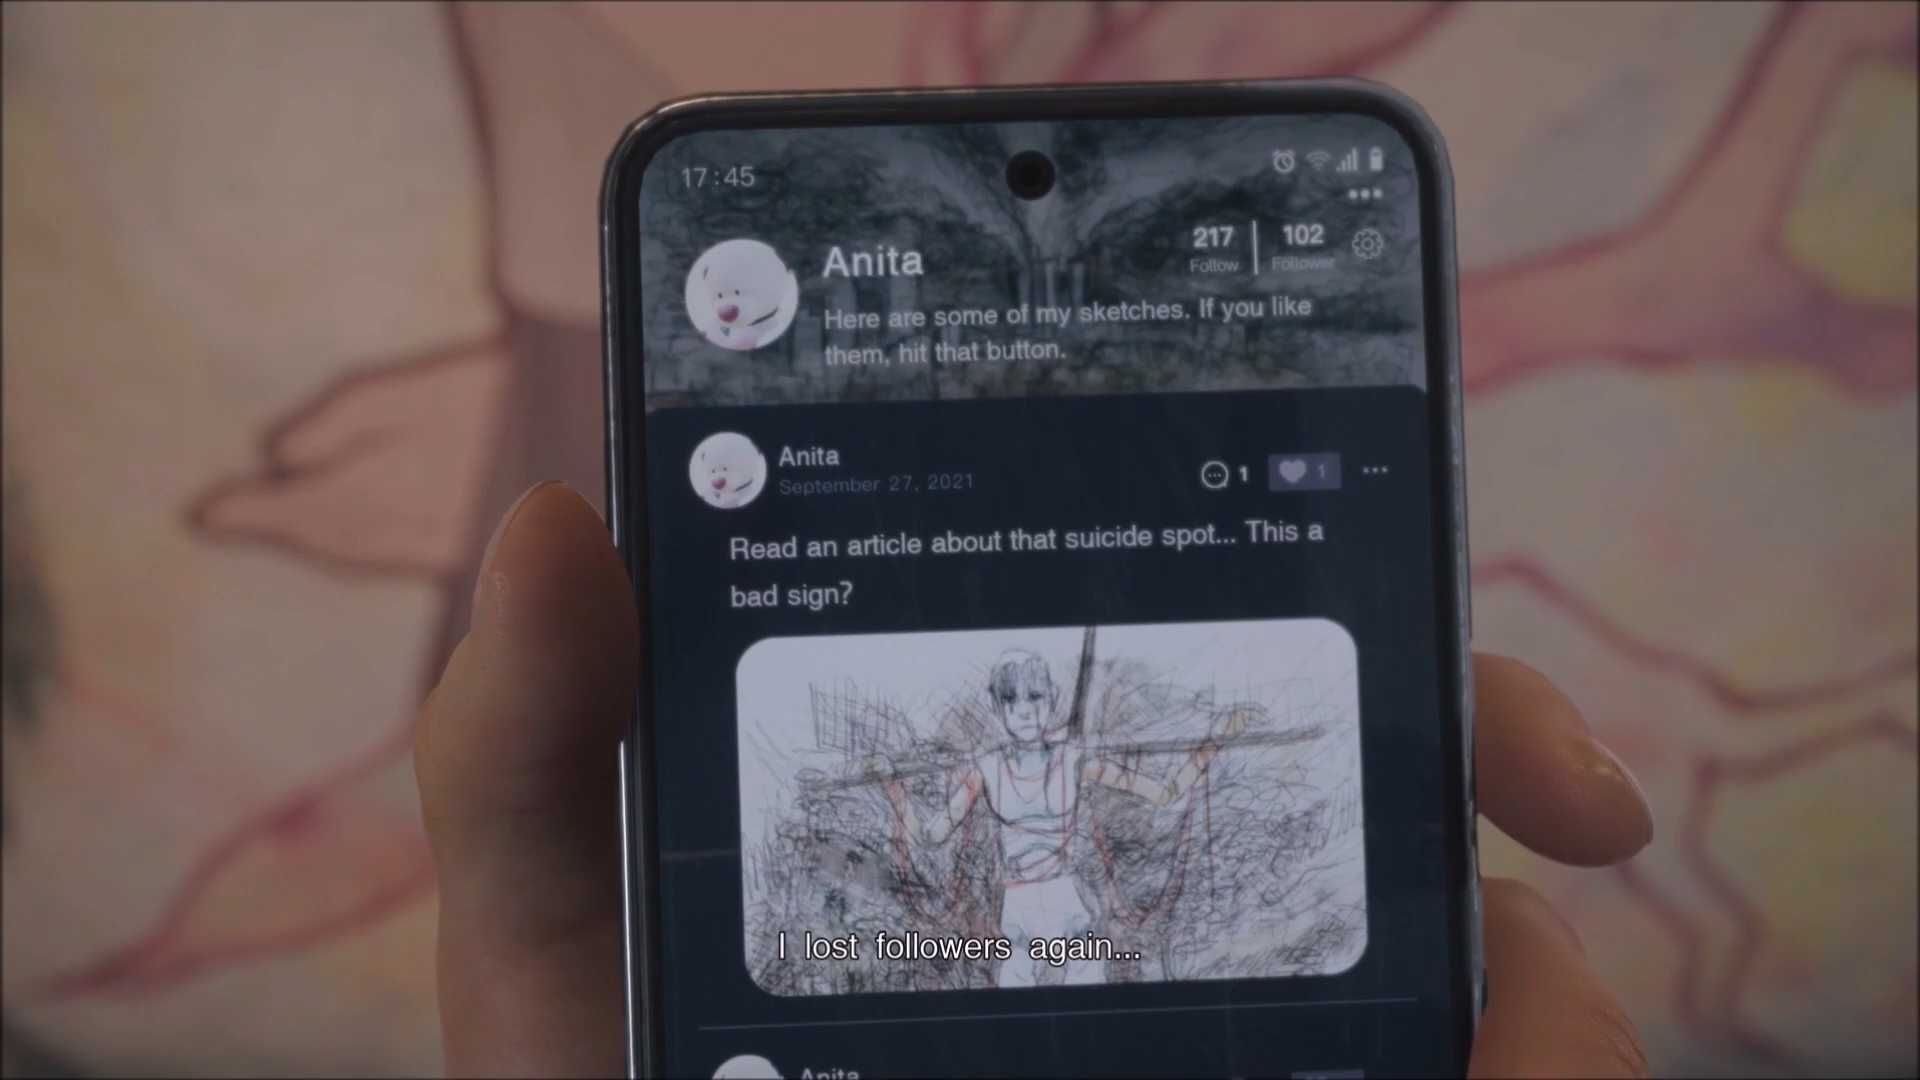 17:45
217
102
Follow
Follower
Anita
Here are some of my sketches. If you like
them, hit that button.
Anita
September 27, 2021
1
1
Read an article about that suicide spot... This a
bad sign?
I lost followers again...
Anita